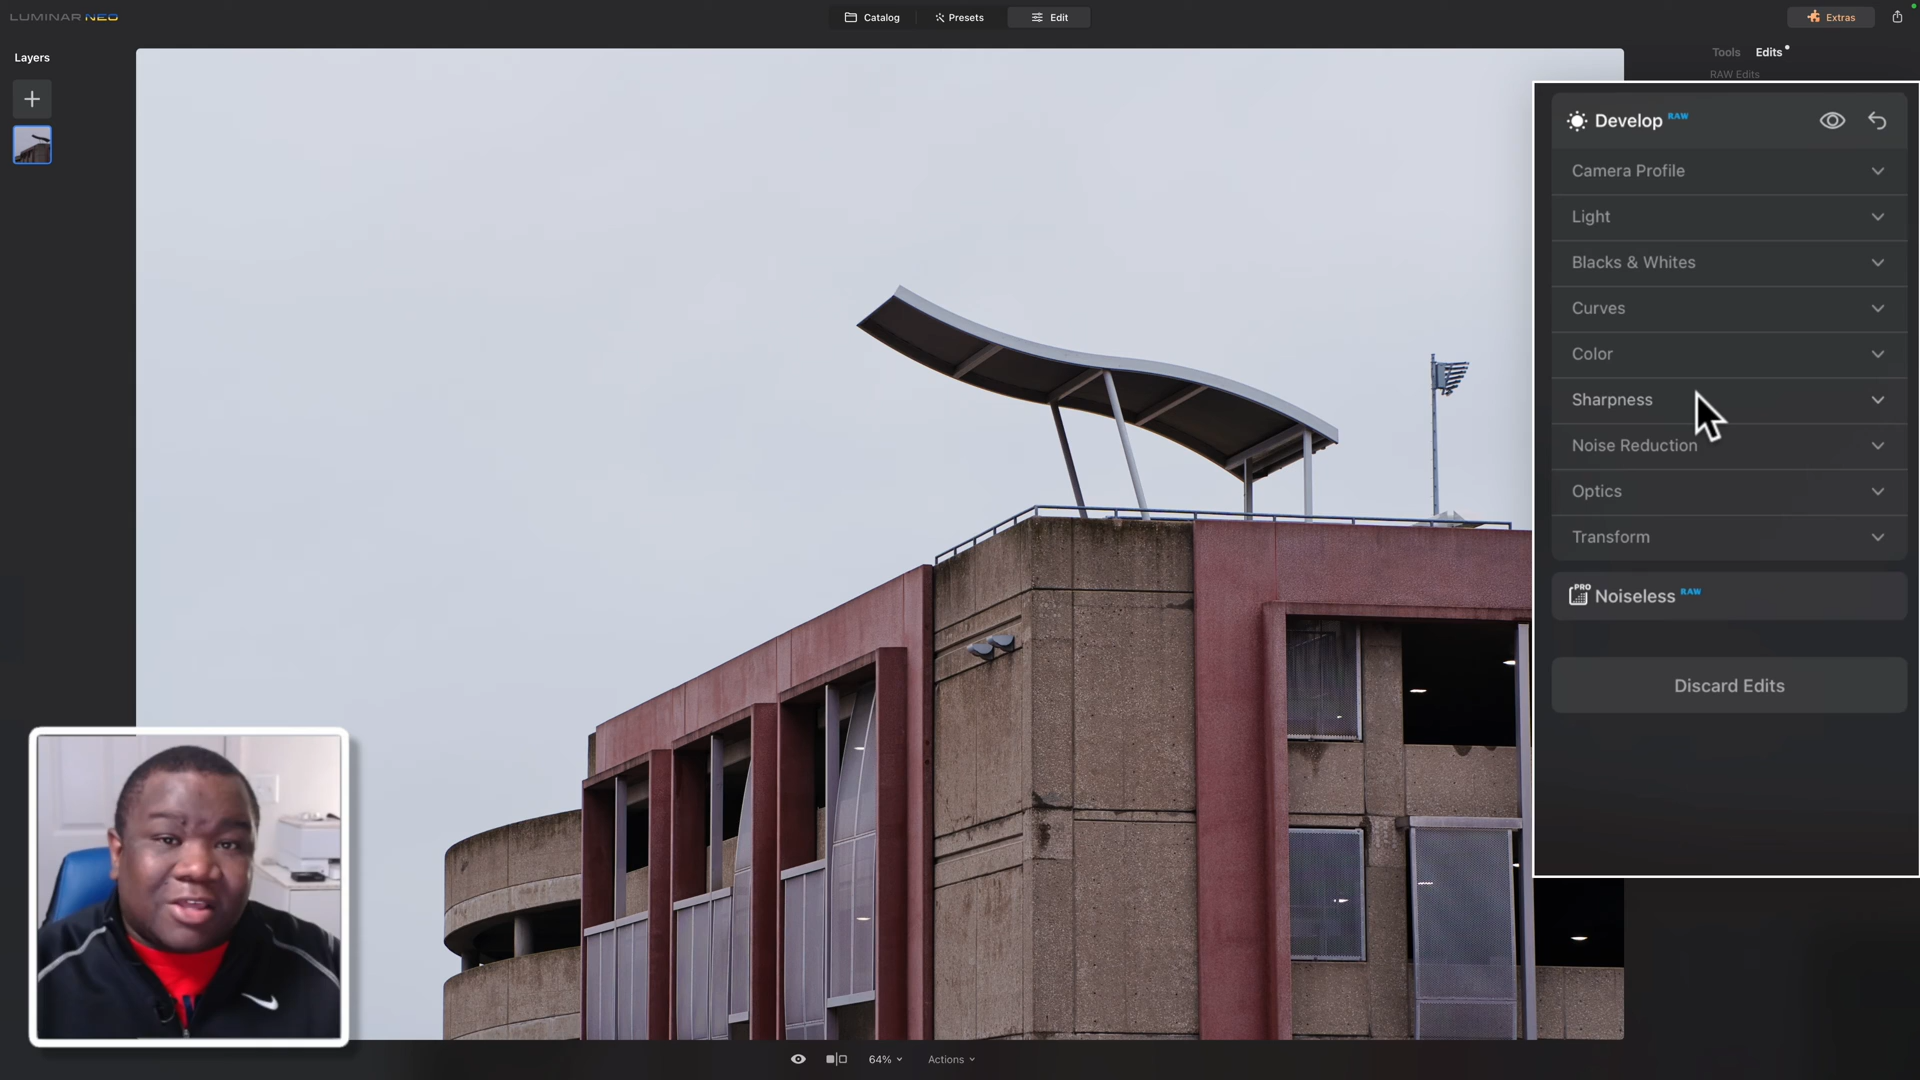 LUMINAR NEO
Catalog
Presets
Edit
Extras
Layers
Tools
Edits
RAW Edits
Develop RAW
Camera Profile
Light
Blacks & Whites
Curves
Color
Sharpness
Noise Reduction
Optics
Transform
PRO
Noiseless RAW
Discard Edits
64%
Actions